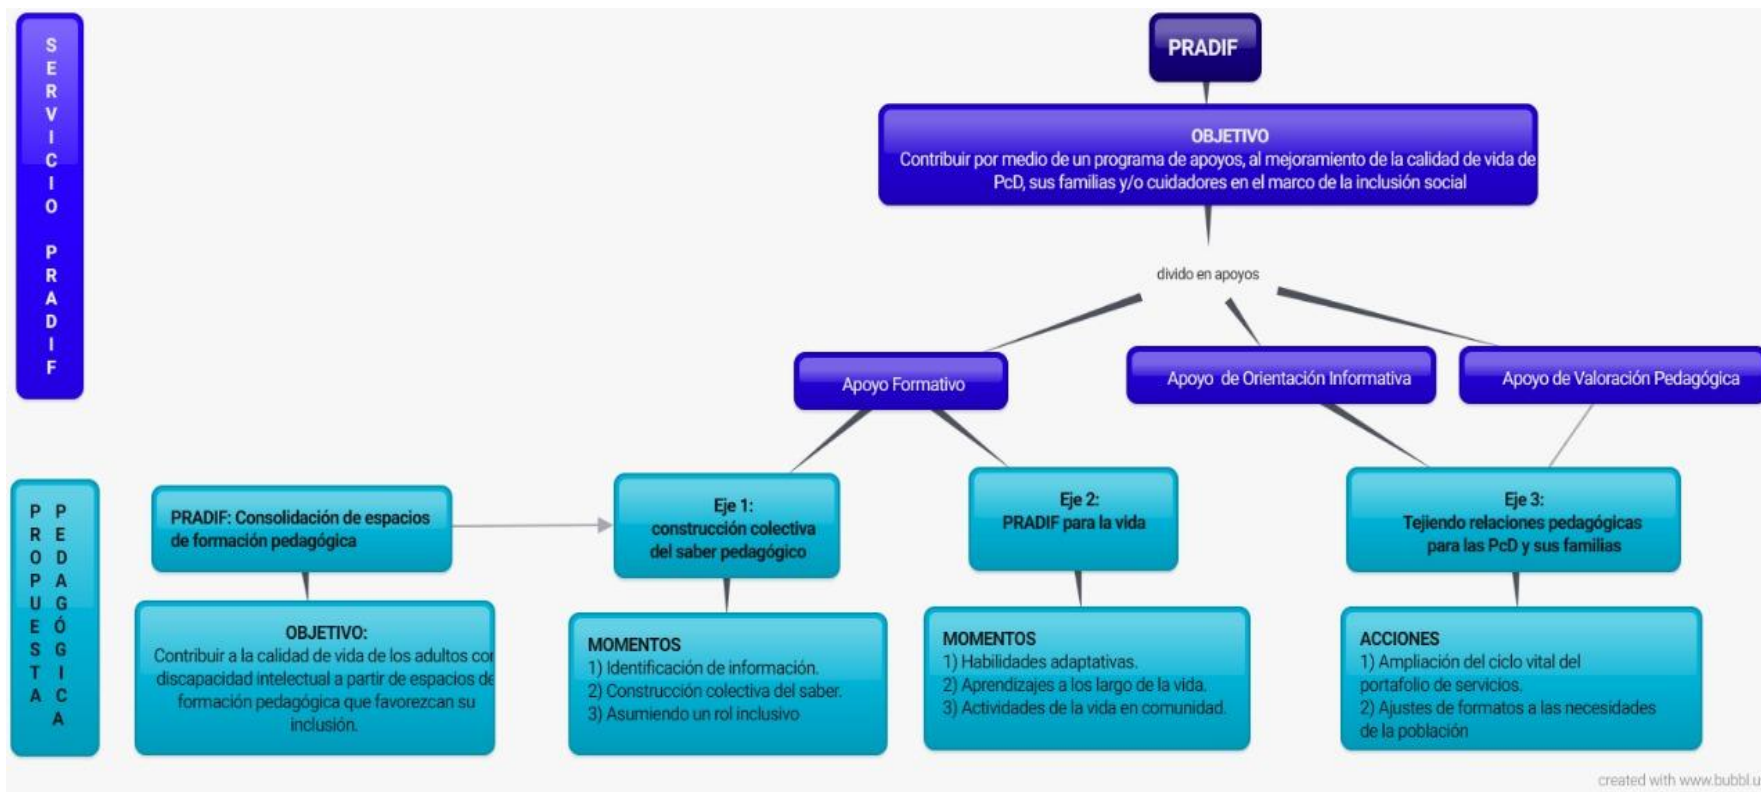 SERVICIO PRADIF
PRADIF
OBJETIVO
Contribuir por medio de un programa de apoyos, al mejoramiento de la calidad de vida de
PcD, sus familias y/o cuidadores en el marco de la inclusión social
divido en apoyos
Apoyo Formativo
Apoyo de Orientación Informativa
Apoyo de Valoración Pedagógica
PROPUESTA
PEDAGÓGICA
PRADIF: Consolidación de espacios
de formación pedagógica
OBJETIVO:
Contribuir a la calidad de vida de los adultos con
discapacidad intelectual a partir de espacios de
formación pedagógica que favorezcan su
inclusión.
Eje 1:
construcción colectiva
del saber pedagógico
MOMENTOS
1) Identificación de información.
2) Construcción colectiva del saber.
3) Asumiendo un rol inclusivo
Eje 2:
PRADIF para la vida
MOMENTOS
1) Habilidades adaptativas.
2) Aprendizajes a los largo de la vida.
3) Actividades de la vida en comunidad.
Eje 3:
Tejiendo relaciones pedagógicas
para las PcD y sus familias
ACCIONES
1) Ampliación del ciclo vital del
portafolio de servicios.
2) Ajustes de formatos a las necesidades
de la población
created with www.bubbl.u